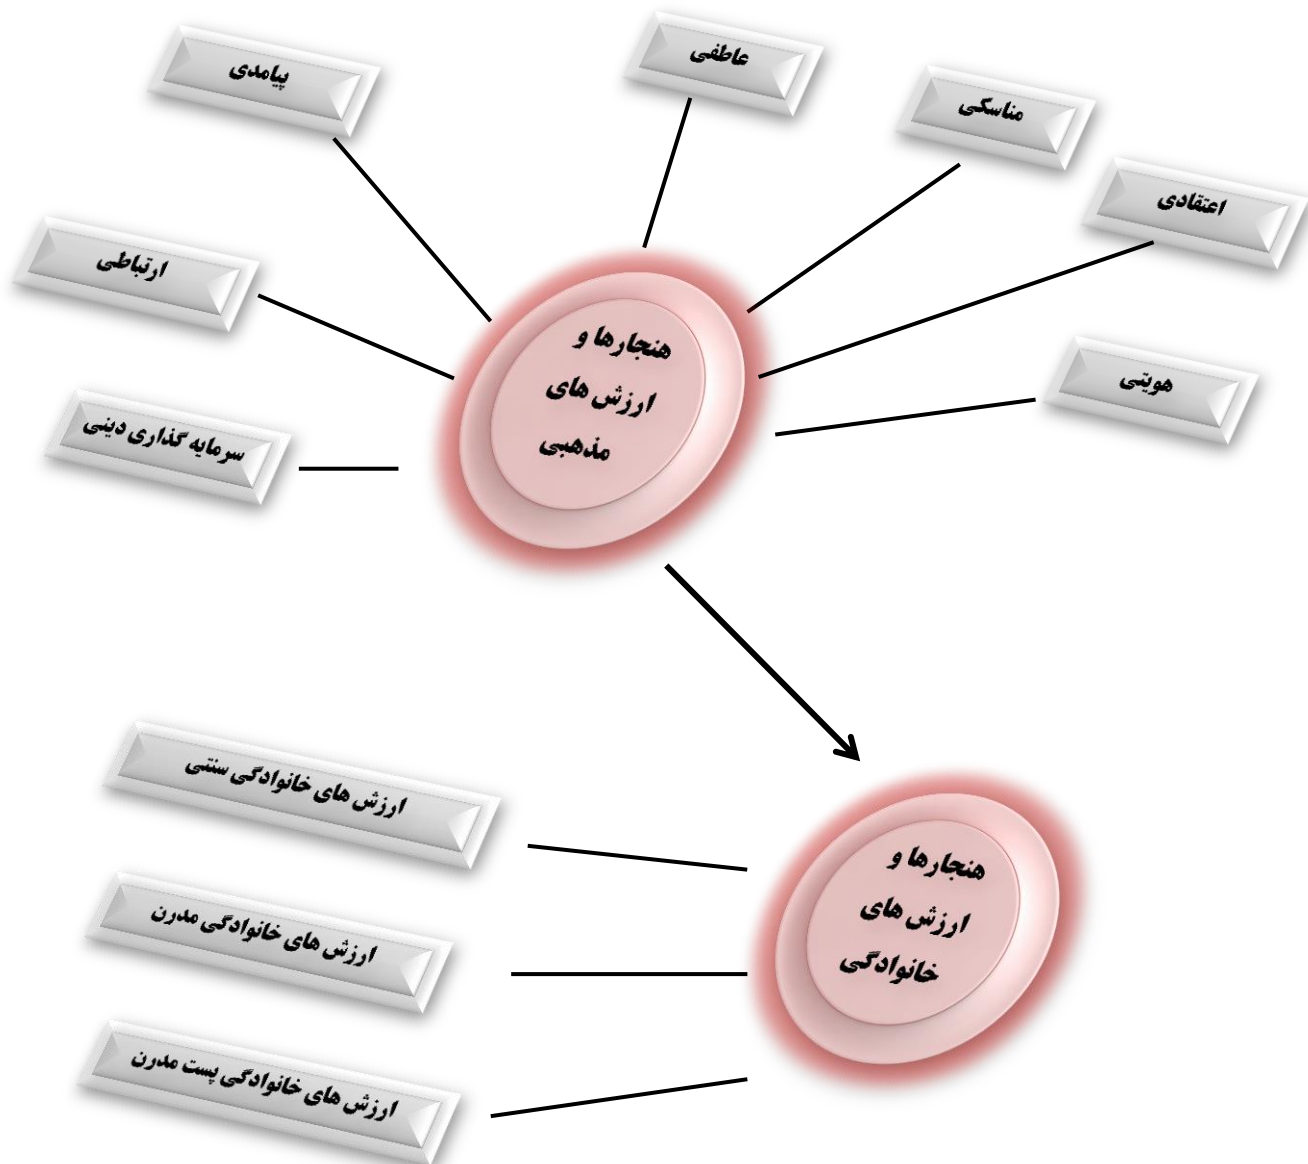 عاطفی
پیامدی
مناسکی
اعتقادی
ارتباطی
هویتی
سرمایه گذاری دینی
هنجارها و
ارزش های
مذهبی
ارزش های خانوادگی سنتی
ارزش های خانوادگی مدرن
ارزش های خانوادگی پست مدرن
هنجارها و
ارزش های
خانوادگی